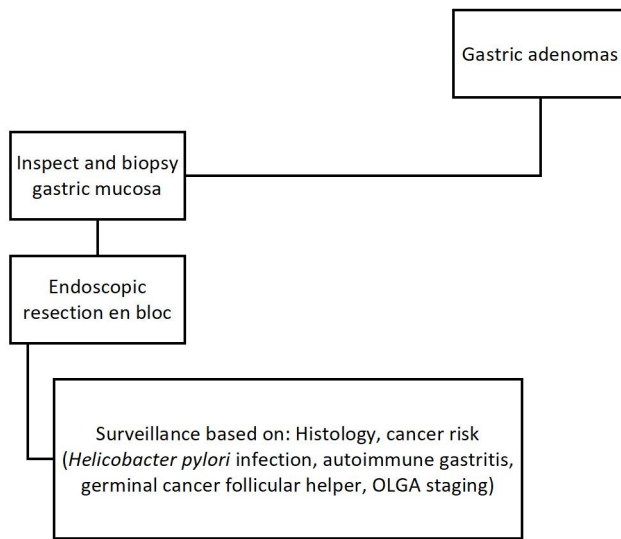 Gastric adenomas
Inspect and biopsy
gastric mucosa
Endoscopic
resection en bloc
Surveillance based on: Histology, cancer risk
(Helicobacter pylori infection, autoimmune gastritis,
germinal cancer follicular helper, OLGA staging)